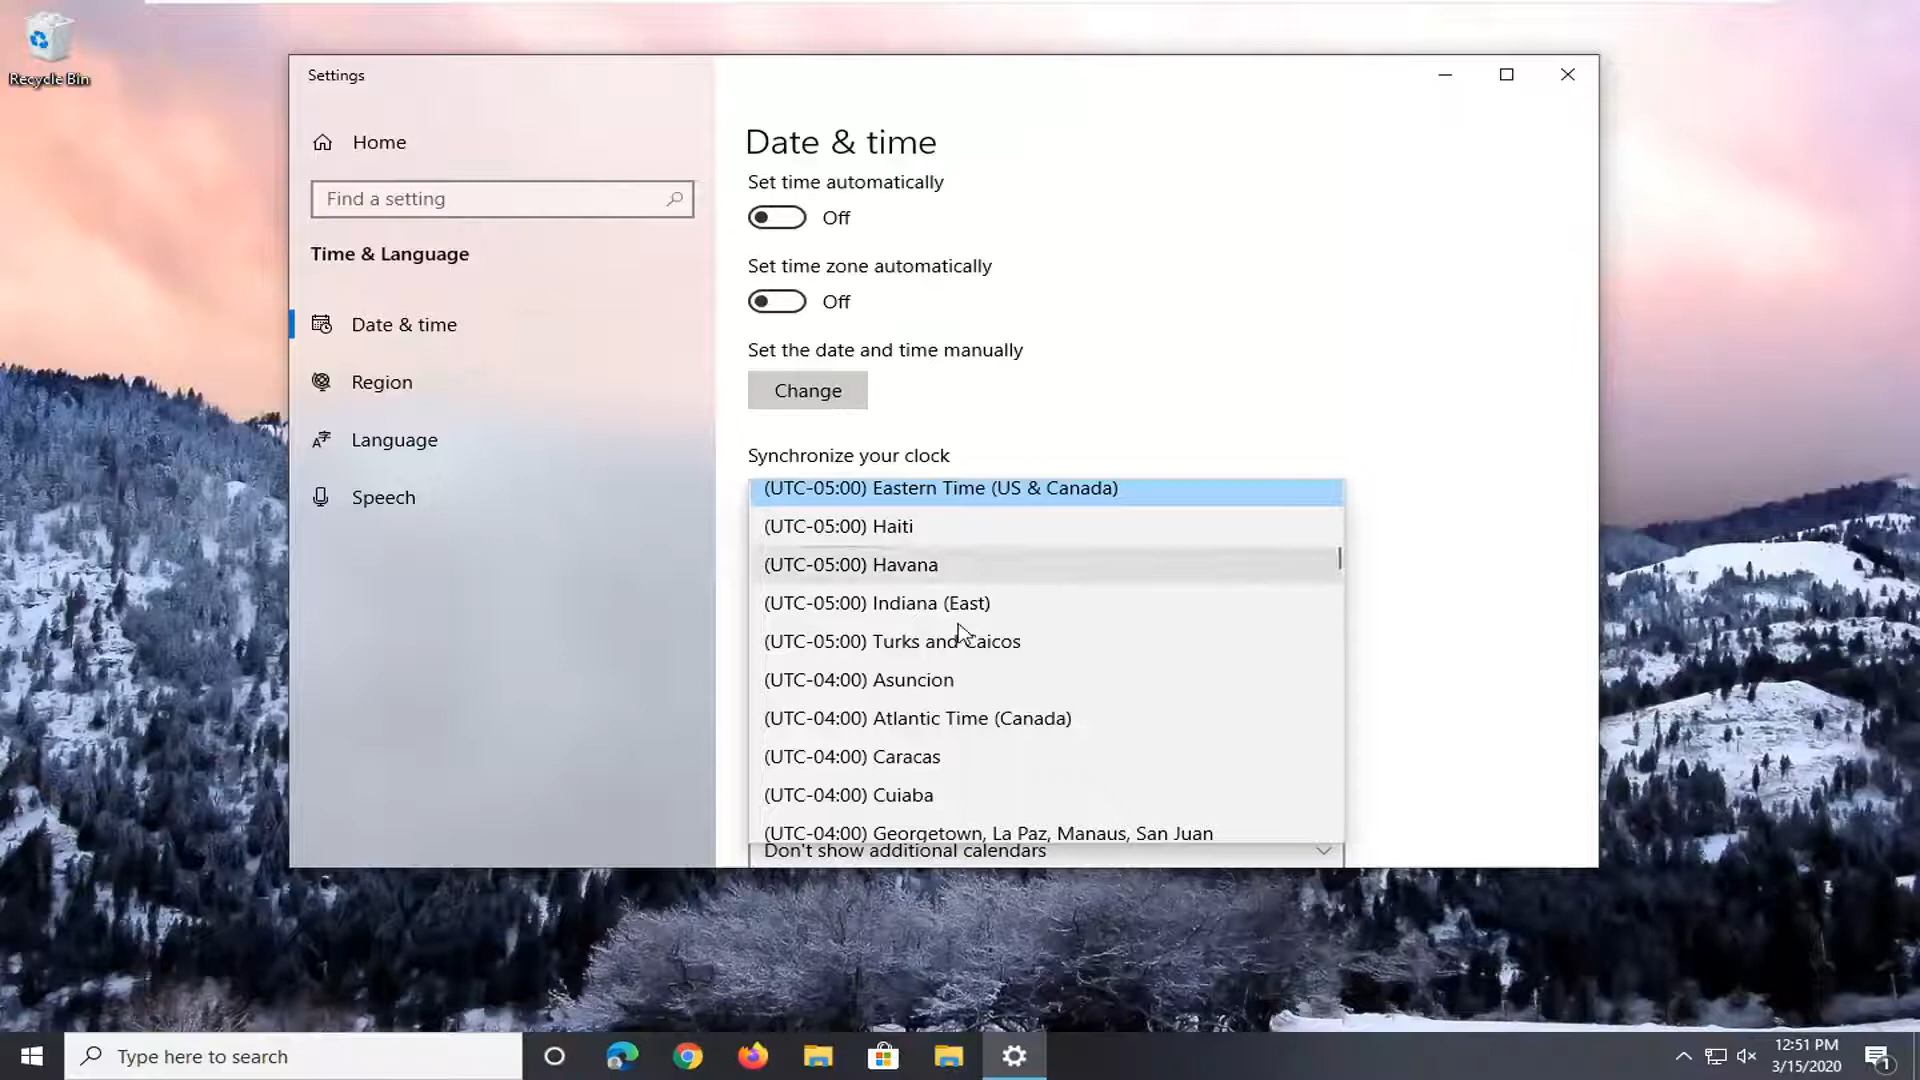 Recycle Bin
Settings
Home
Find a setting
Time & Language
Date & time
Region
Language
Speech
Date & time
Set time automatically
Off
Set time zone automatically
Off
Set the date and time manually
Change
Synchronize your clock
(UTC-05:00) Eastern Time (US & Canada)
(UTC-05:00) Haiti
(UTC-05:00) Havana
(UTC-05:00) Indiana (East)
(UTC-05:00) Turks and Caicos
(UTC-04:00) Asuncion
(UTC-04:00) Atlantic Time (Canada)
(UTC-04:00) Caracas
(UTC-04:00) Cuiaba
(UTC-04:00) Georgetown, La Paz, Manaus, San Juan
Don't show additional calendars
Type here to search
12:51 PM
3/15/2020
1